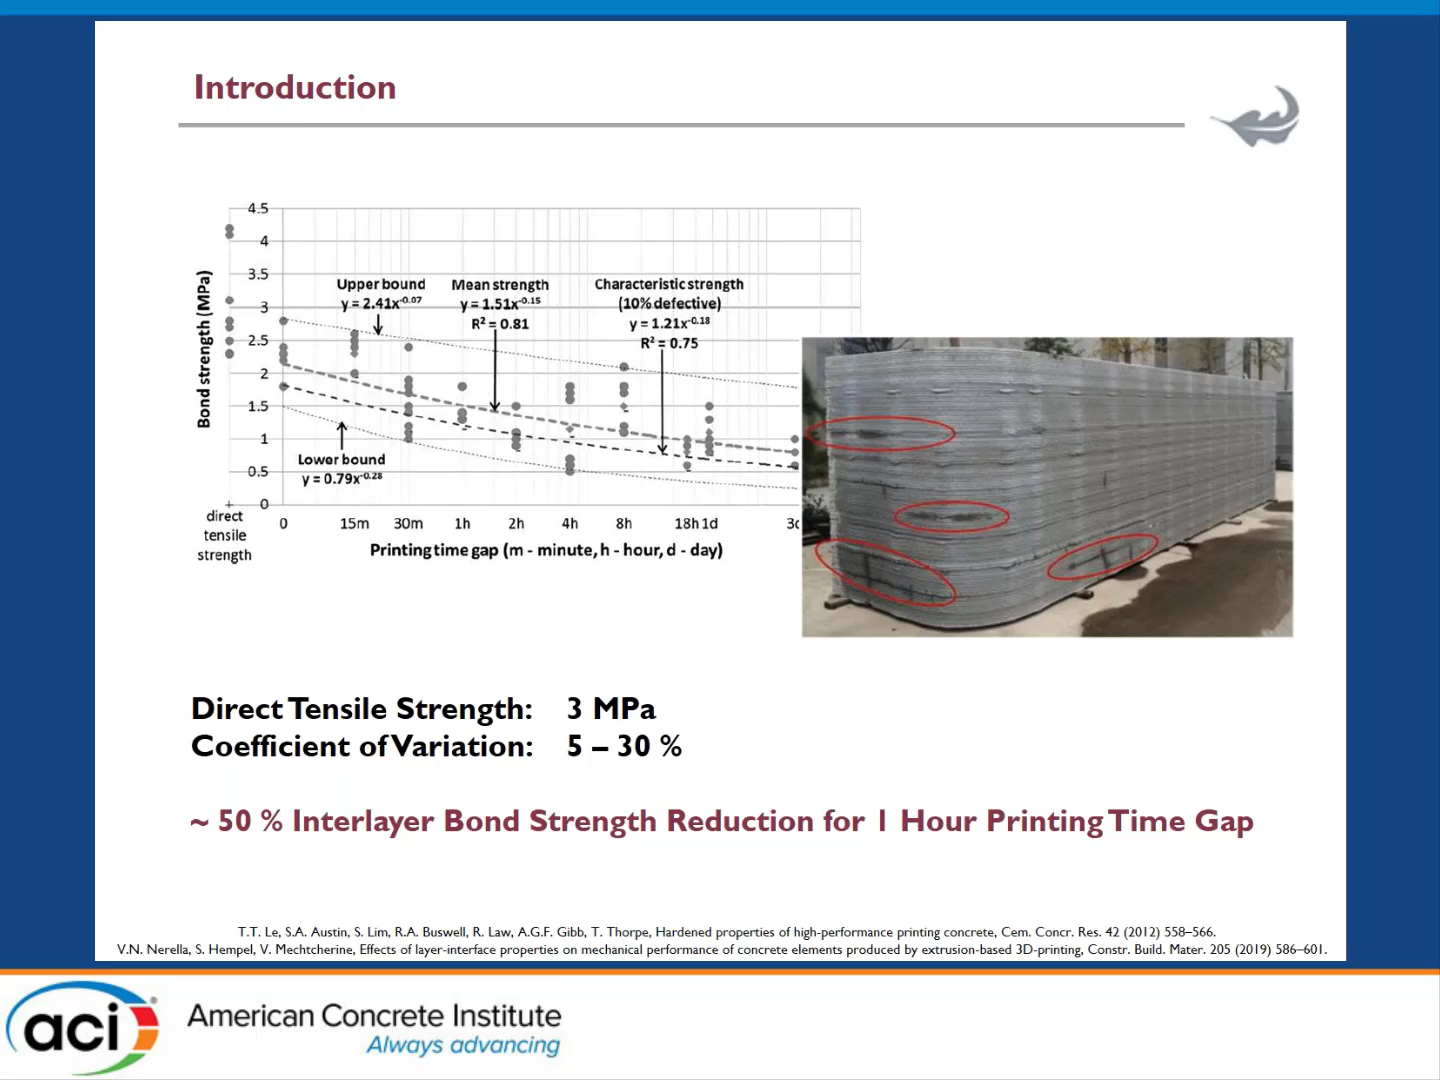 Introduction
4.5
4
3.5
3
2.5
2
1.5
1
0.5
0
Bond strength (MPa)
Upper bound
y = 2.41x^-0.07
Mean strength
y = 1.51x^-0.15
R² = 0.81
Characteristic strength
(10% defective)
y = 1.21x^-0.18
R² = 0.75
Lower bound
y = 0.79x^-0.28
direct
tensile
strength
0 15m 30m 1h 2h 4h 8h 18h 1d
Printing time gap (m - minute, h - hour, d - day)
Direct Tensile Strength: 3 MPa
Coefficient of Variation: 5 – 30 %
~ 50 % Interlayer Bond Strength Reduction for 1 Hour Printing Time Gap
T.T. Le, S.A. Austin, S. Lim, R.A. Buswell, R. Law, A.G.F. Gibb, T. Thorpe, Hardened properties of high-performance printing concrete, Cem. Concr. Res. 42 (2012) 558–566.
V.N. Nerella, S. Hempel, V. Mechtcherine, Effects of layer-interface properties on mechanical performance of concrete elements produced by extrusion-based 3D-printing, Constr. Build. Mater. 205 (2019) 586–601.
aci®
American Concrete Institute
Always advancing